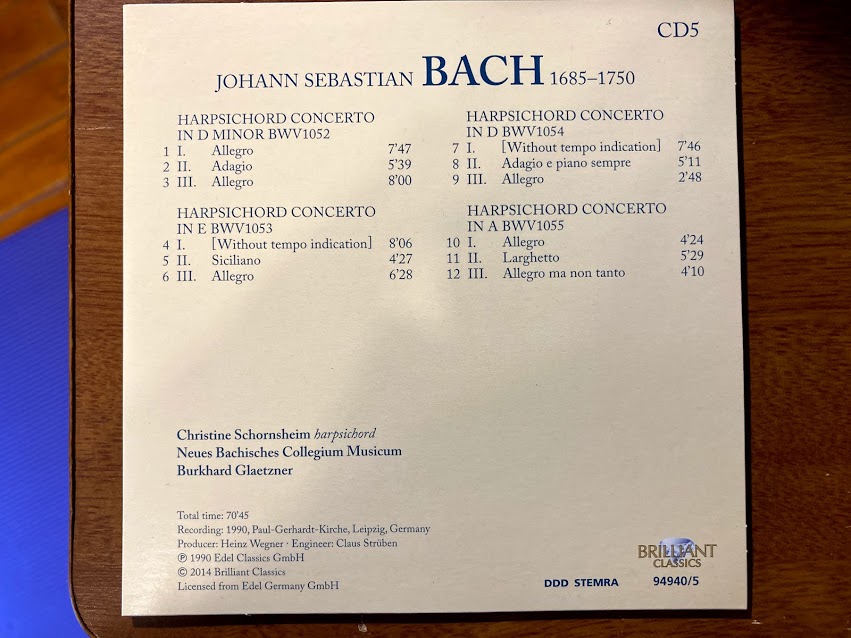 CD5
JOHANN SEBASTIAN BACH 1685–1750
HARPSICHORD CONCERTO
IN D MINOR BWV1052
1 I. Allegro 7'47
2 II. Adagio 5'39
3 III. Allegro 8'00
HARPSICHORD CONCERTO
IN E BWV1053
4 I. [Without tempo indication] 8'06
5 II. Siciliano 4'27
6 III. Allegro 6'28
HARPSICHORD CONCERTO
IN D BWV1054
7 I. [Without tempo indication] 7'46
8 II. Adagio e piano sempre 5'11
9 III. Allegro 2'48
HARPSICHORD CONCERTO
IN A BWV1055
10 I. Allegro 4'24
11 II. Larghetto 5'29
12 III. Allegro ma non tanto 4'10
Christine Schornsheim harpsichord
Neues Bachisches Collegium Musicum
Burkhard Glaetzner
Total time: 70'45
Recording: 1990, Paul-Gerhardt-Kirche, Leipzig, Germany
Producer: Heinz Wegner · Engineer: Claus Strüben
℗ 1990 Edel Classics GmbH
© 2014 Brilliant Classics
Licensed from Edel Germany GmbH
BRILLIANT
CLASSICS
DDD STEMRA 94940/5